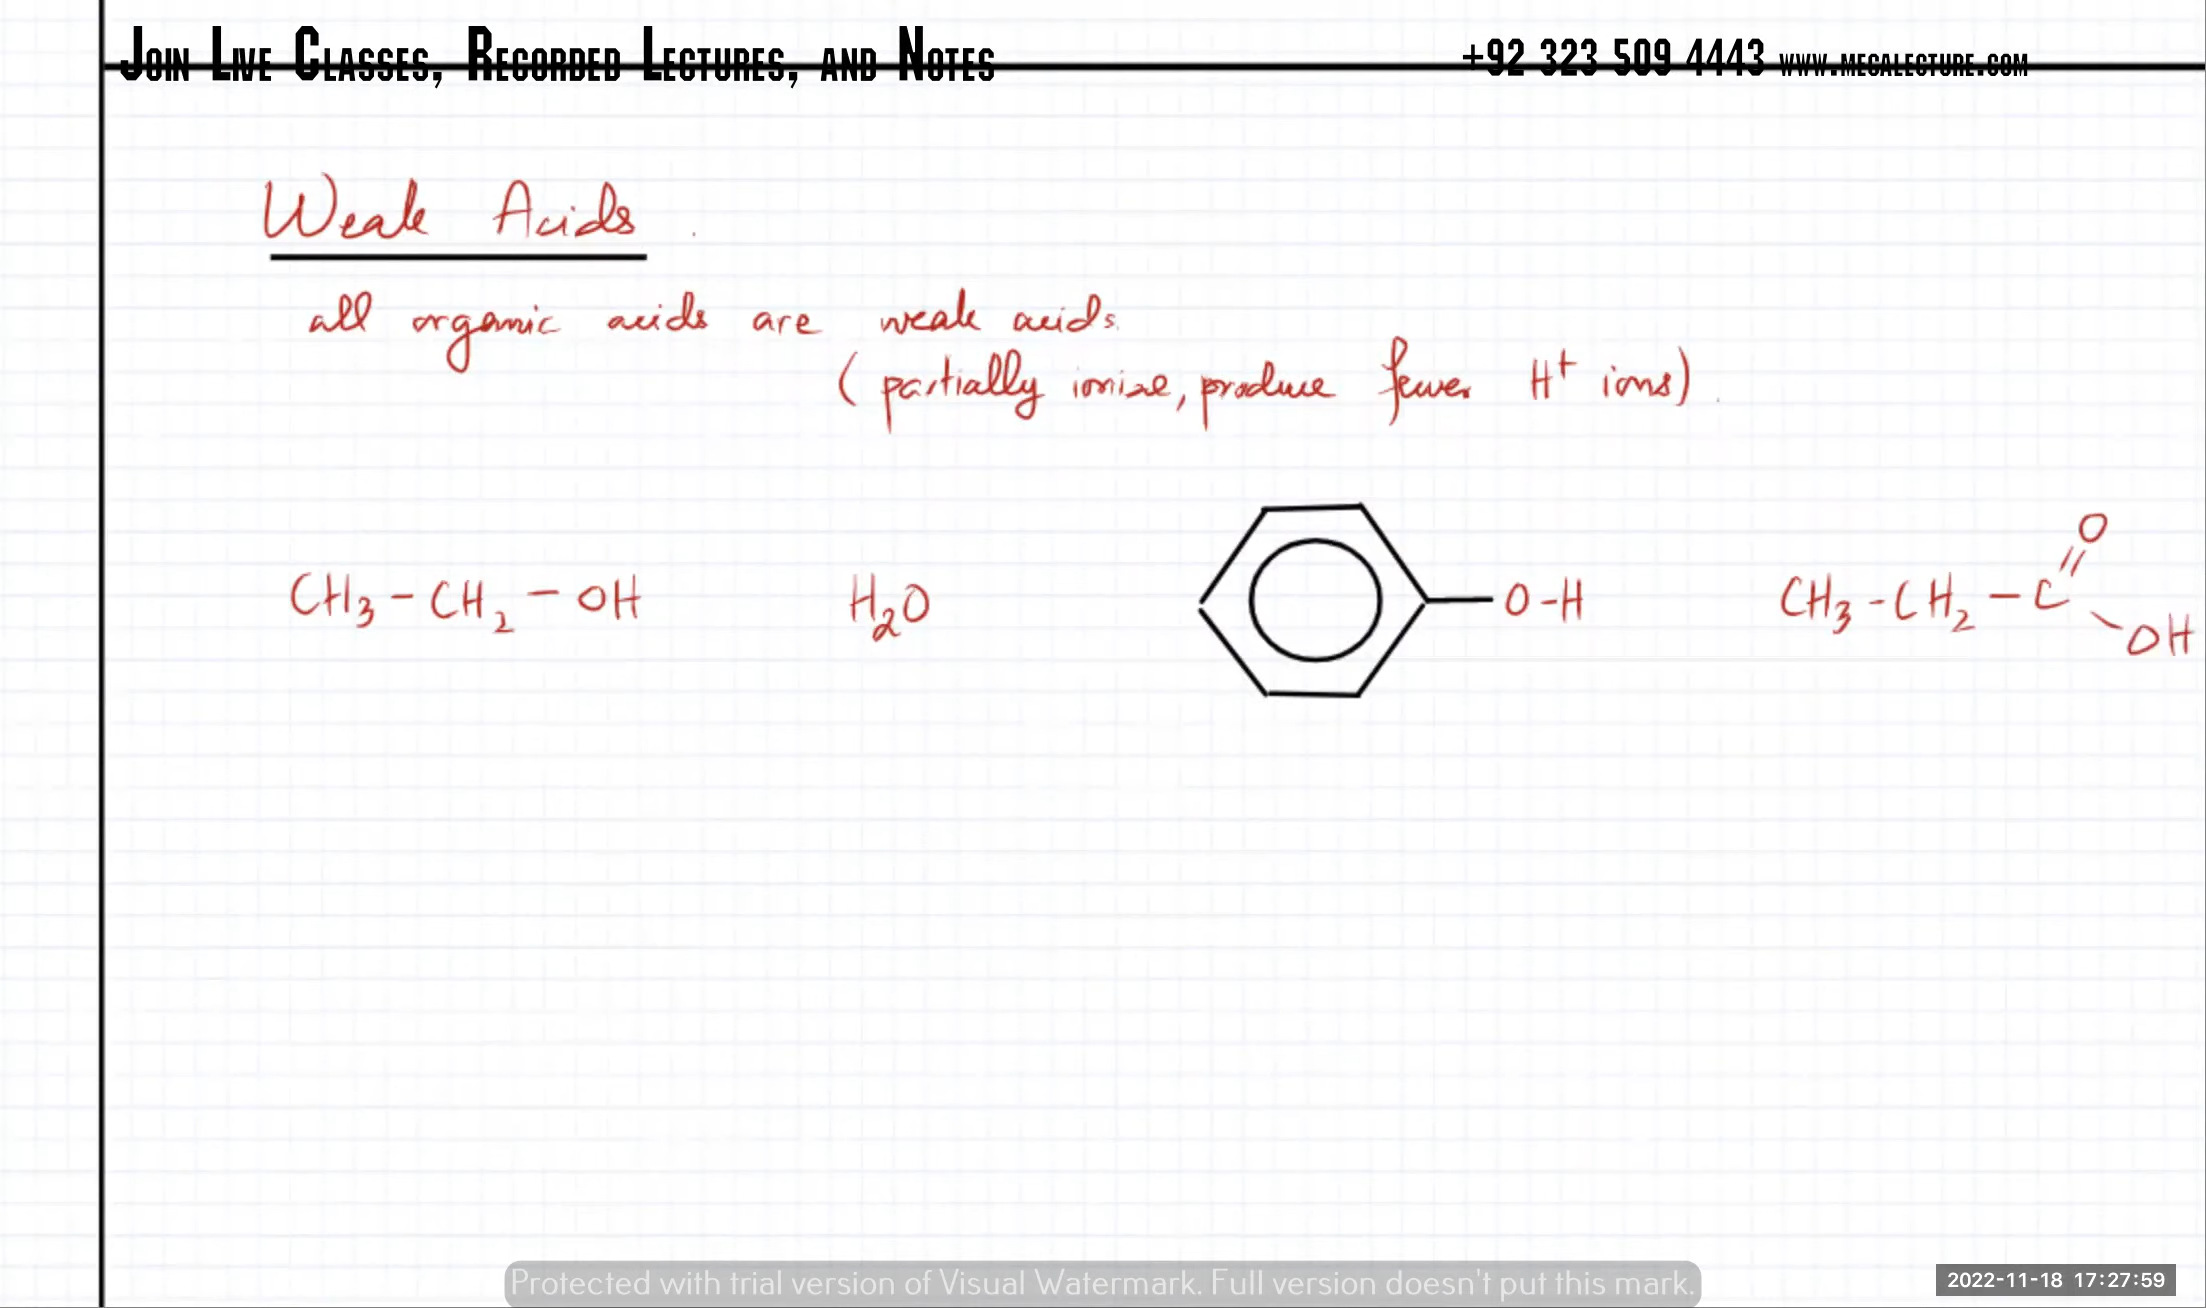 JOIN LIVE CLASSES, RECORDED LECTURES, AND NOTES
+92 323 509 4443 WWW.MEGALECTURE.COM
Weak Acids
all organic acids are weak acids.
(partially ionize, produce fewer H⁺ ions)
CH₃-CH₂-OH H₂O O-H CH₃-CH₂-C
O
OH
Protected with trial version of Visual Watermark. Full version doesn't put this mark.
2022-11-18 17:27:59